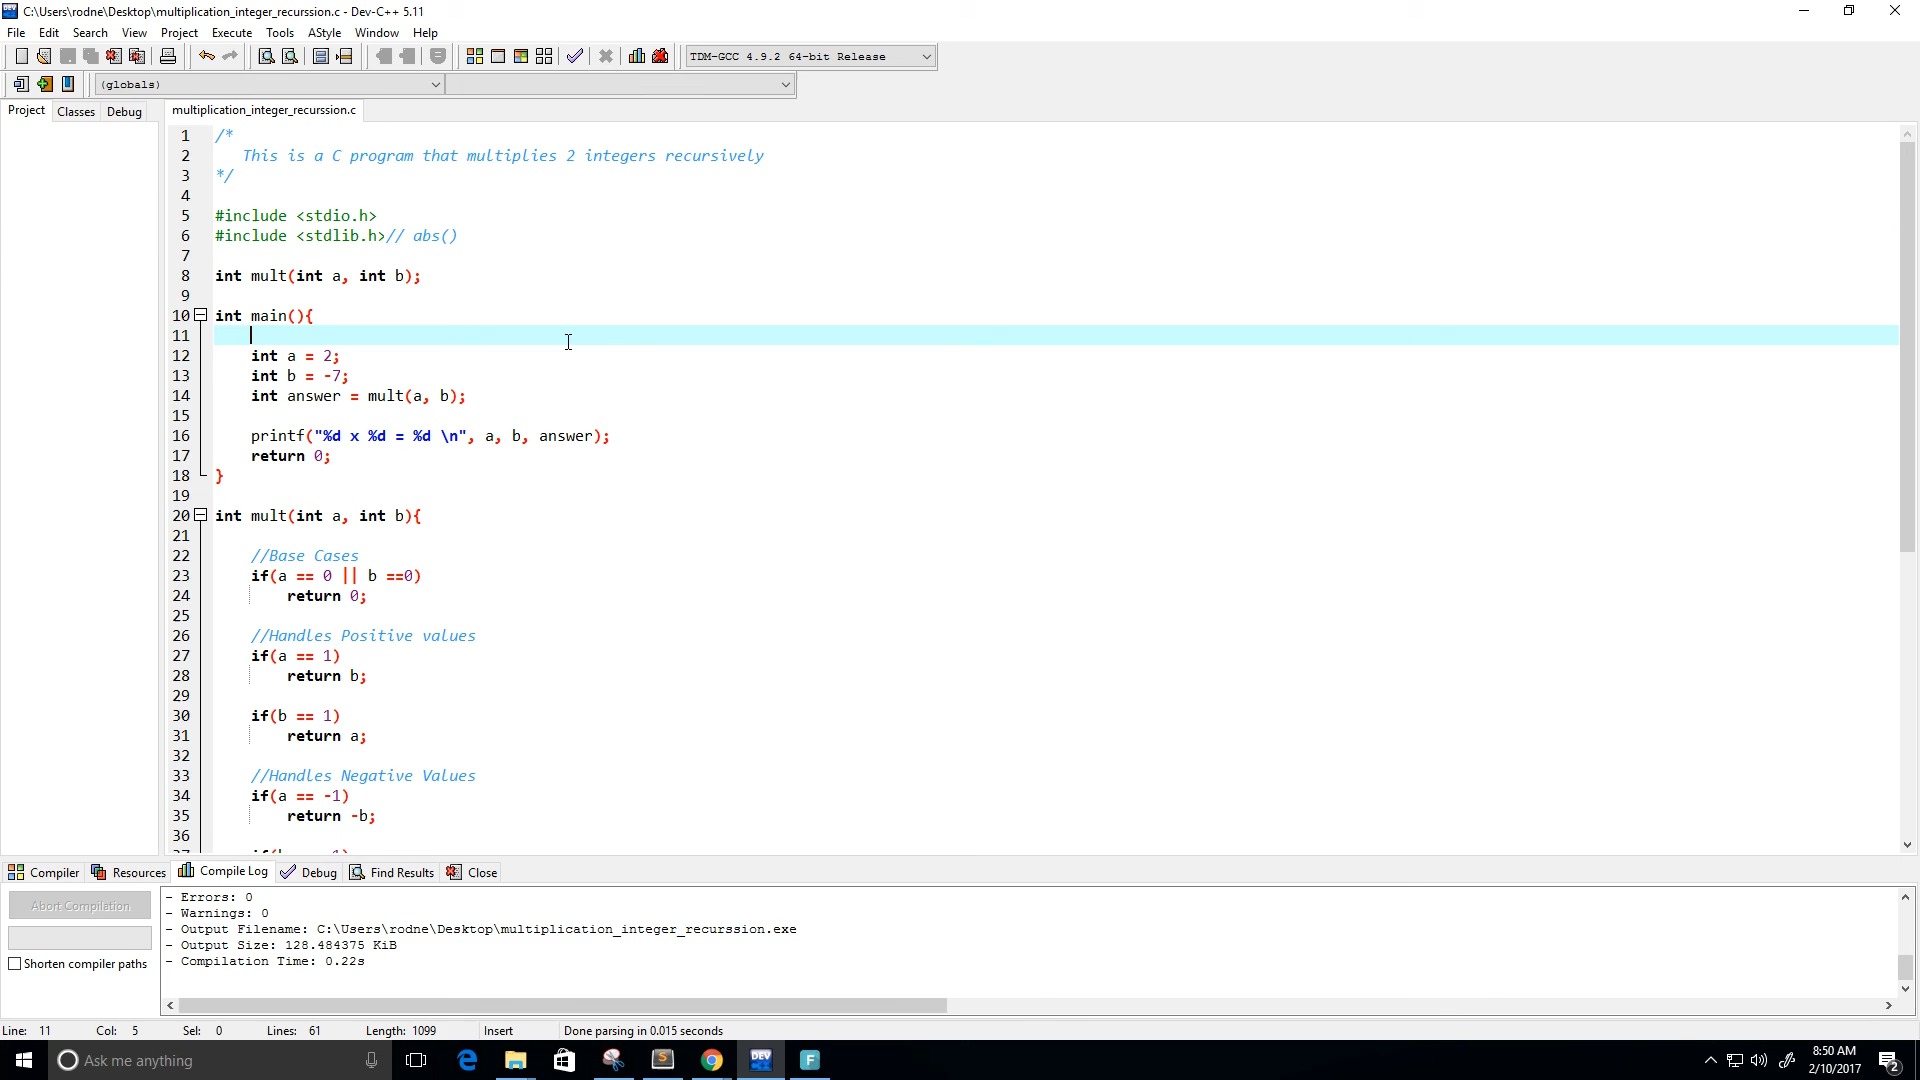 C:\Users\rodne\Desktop\multiplication_integer_recurssion.c - Dev-C++ 5.11
File Edit Search View Project Execute Tools AStyle Window Help
TDM-GCC 4.9.2 64-bit Release
(globals)
Project Classes Debug multiplication_integer_recurssion.c
1 /*
2 This is a C program that multiplies 2 integers recursively
3 */
4
5 #include <stdio.h>
6 #include <stdlib.h>// abs()
7
8 int mult(int a, int b);
9
10 int main(){
11
12 int a = 2;
13 int b = -7;
14 int answer = mult(a, b);
15
16 printf("%d x %d = %d \n", a, b, answer);
17 return 0;
18 }
19
20 int mult(int a, int b){
21
22 //Base Cases
23 if(a == 0 || b ==0)
24 return 0;
25
26 //Handles Positive values
27 if(a == 1)
28 return b;
29
30 if(b == 1)
31 return a;
32
33 //Handles Negative Values
34 if(a == -1)
35 return -b;
36
Compiler Resources Compile Log Debug Find Results Close
Abort Compilation
Shorten compiler paths
- Errors: 0
- Warnings: 0
- Output Filename: C:\Users\rodne\Desktop\multiplication_integer_recurssion.exe
- Output Size: 128.484375 KiB
- Compilation Time: 0.22s
Line: 11 Col: 5 Sel: 0 Lines: 61 Length: 1099 Insert Done parsing in 0.015 seconds
Ask me anything
DEV
F
8:50 AM
2/10/2017
2